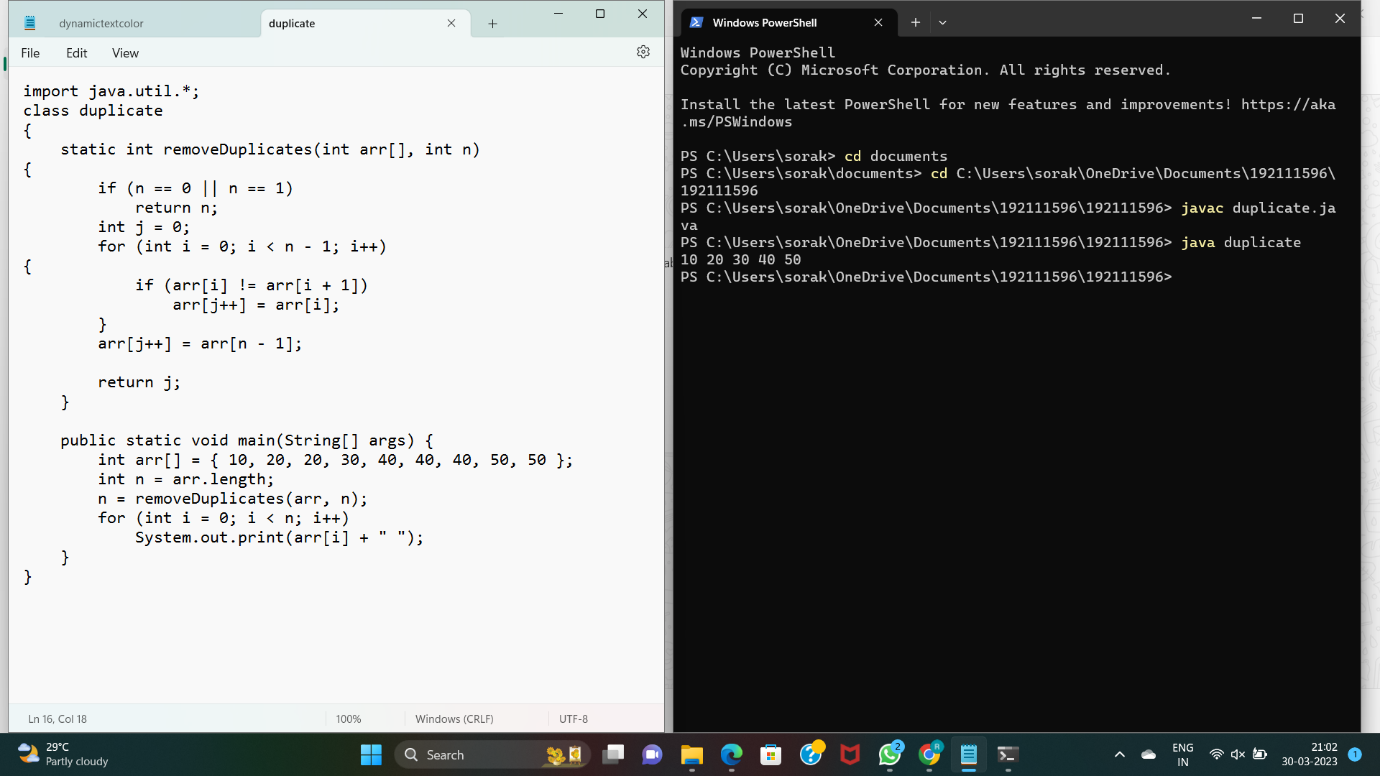 dynamictextcolor
duplicate
File Edit View
import java.util.*;
class duplicate
{
    static int removeDuplicates(int arr[], int n)
{
        if (n == 0 || n == 1)
            return n;
        int j = 0;
        for (int i = 0; i < n - 1; i++)
{
            if (arr[i] != arr[i + 1])
                arr[j++] = arr[i];
        }
        arr[j++] = arr[n - 1];
        return j;
    }
    public static void main(String[] args) {
        int arr[] = { 10, 20, 20, 30, 40, 40, 40, 50, 50 };
        int n = arr.length;
        n = removeDuplicates(arr, n);
        for (int i = 0; i < n; i++)
            System.out.print(arr[i] + " ");
    }
}
Ln 16, Col 18
100%
Windows (CRLF)
UTF-8
Windows PowerShell
Windows PowerShell
Copyright (C) Microsoft Corporation. All rights reserved.
Install the latest PowerShell for new features and improvements! https://aka
.ms/PSWindows
PS C:\Users\sorak> cd documents
PS C:\Users\sorak\documents> cd C:\Users\sorak\OneDrive\Documents\192111596\
192111596
PS C:\Users\sorak\OneDrive\Documents\192111596\192111596> javac duplicate.ja
va
PS C:\Users\sorak\OneDrive\Documents\192111596\192111596> java duplicate
10 20 30 40 50
PS C:\Users\sorak\OneDrive\Documents\192111596\192111596>
29°C
Partly cloudy
Search
2
R
ENG
IN
21:02
30-03-2023
1